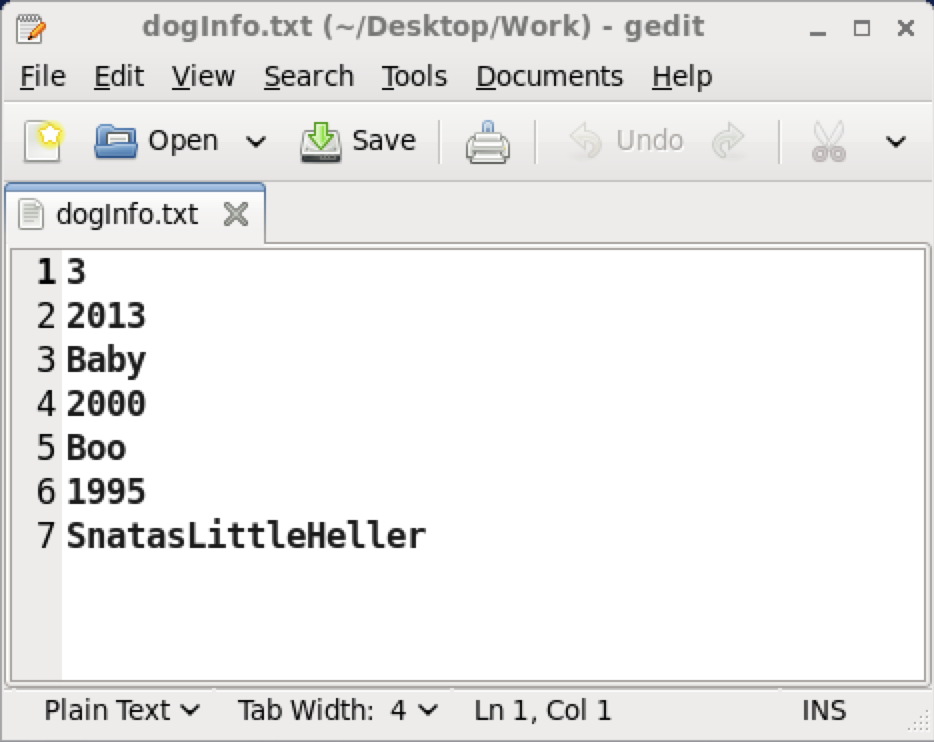 dogInfo.txt (~/Desktop/Work) - gedit
File Edit View Search Tools Documents Help
Open Save Undo
dogInfo.txt
1 3
2 2013
3 Baby
4 2000
5 Boo
6 1995
7 SnatasLittleHeller
Plain Text Tab Width: 4 Ln 1, Col 1 INS